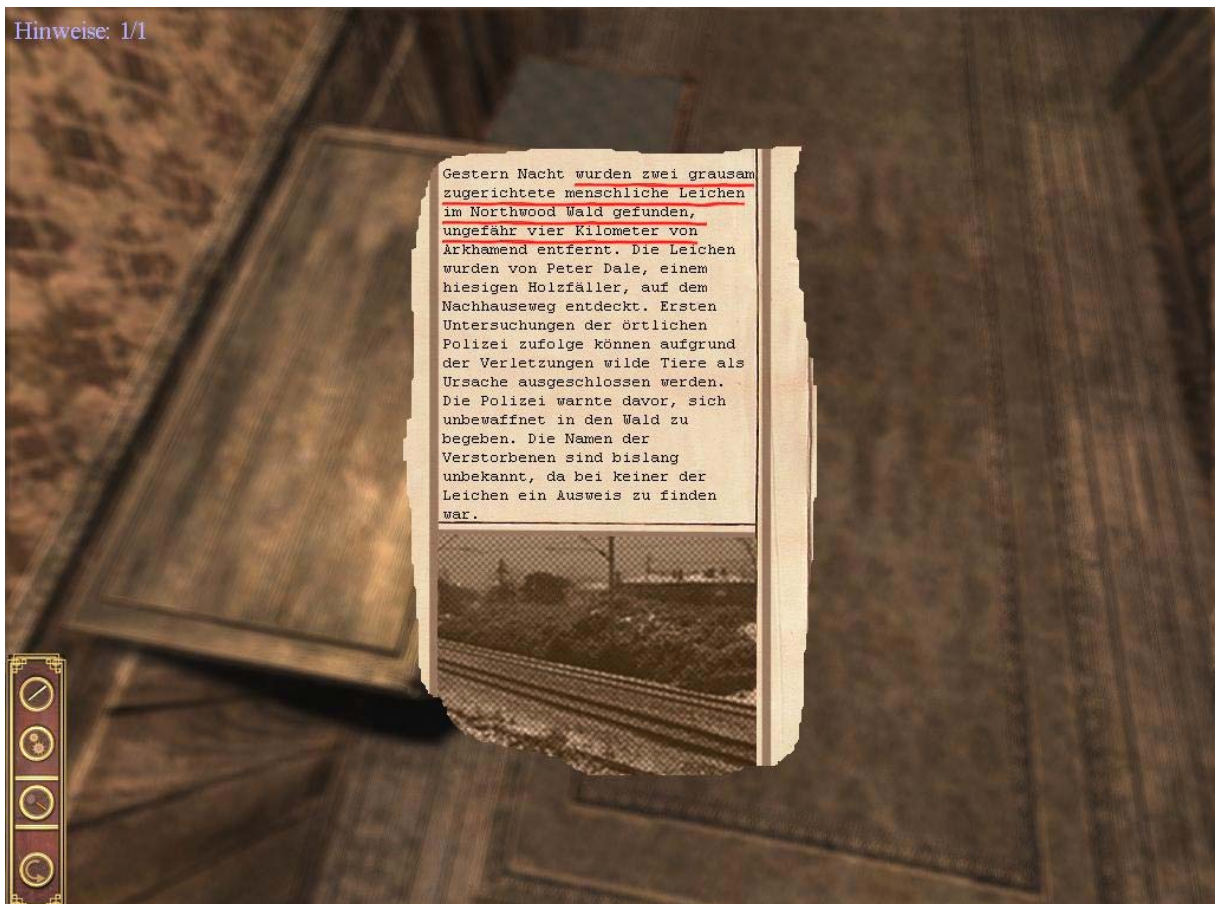 Hinweise: 1/1
Gestern Nacht wurden zwei grausam
zugerichtete menschliche Leichen
im Northwood Wald gefunden,
ungefähr vier Kilometer von
Arkhamend entfernt. Die Leichen
wurden von Peter Dale, einem
hiesigen Holzfäller, auf dem
Nachhauseweg entdeckt. Ersten
Untersuchungen der örtlichen
Polizei zufolge können aufgrund
der Verletzungen wilde Tiere als
Ursache ausgeschlossen werden.
Die Polizei warnte davor, sich
unbewaffnet in den Wald zu
begeben. Die Namen der
Verstorbenen sind bislang
unbekannt, da bei keiner der
Leichen ein Ausweis zu finden
war.